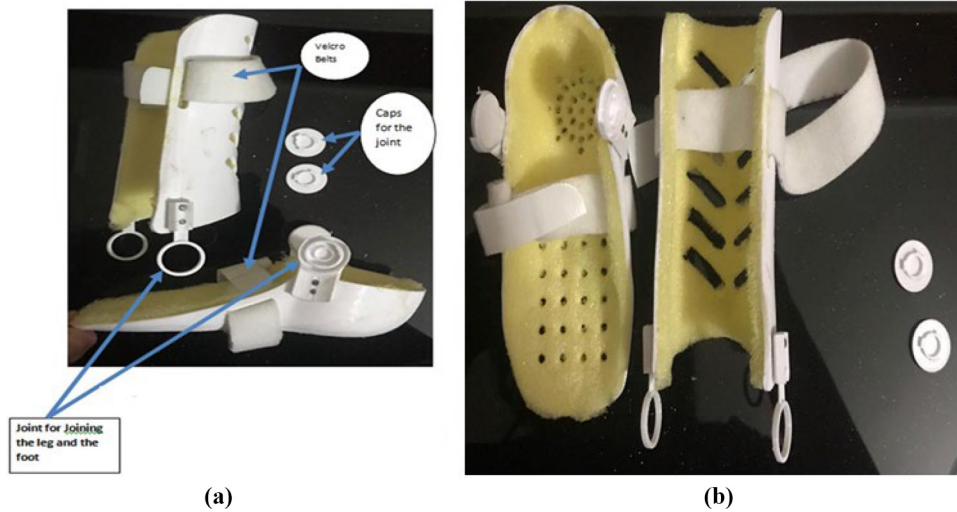 Velcro
Belts
Caps
for the
joint
Joint for Joining
the leg and the
foot
(a)
(b)